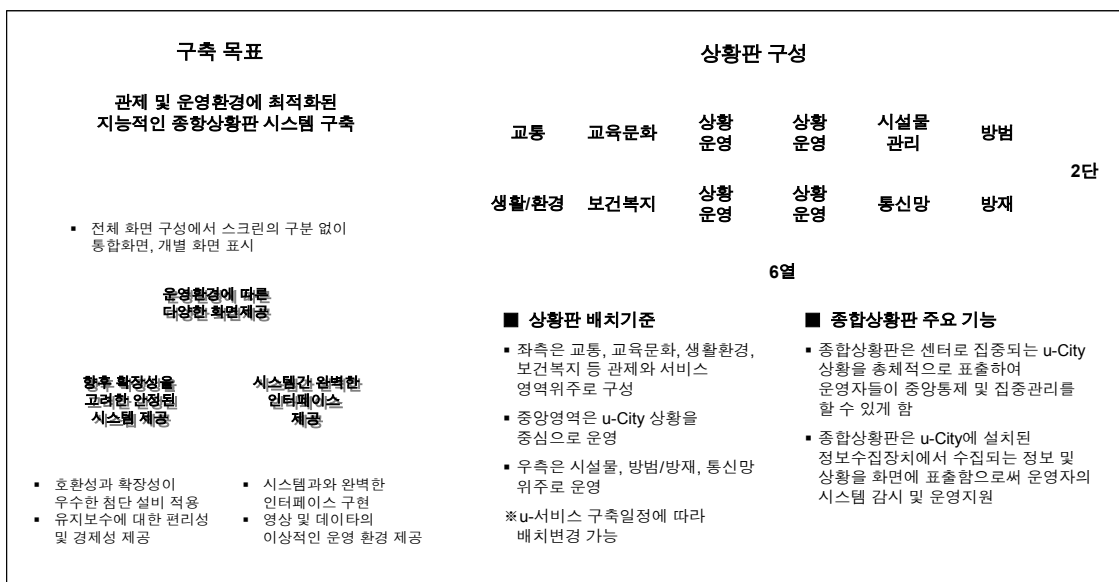 구축 목표
관제 및 운영환경에 최적화된
지능적인 종항상황판 시스템 구축
▪ 전체 화면 구성에서 스크린의 구분 없이
통합화면, 개별 화면 표시
운영환경에 따른
다양한 화면제공
향후 확장성을
고려한 안정된
시스템 제공
시스템간 완벽한
인터페이스
제공
▪ 호환성과 확장성이
우수한 첨단 설비 적용
▪ 유지보수에 대한 편리성
및 경제성 제공
▪ 시스템과와 완벽한
인터페이스 구현
▪ 영상 및 데이타의
이상적인 운영 환경 제공
상황판 구성
교통 교육문화 상황 운영 상황 운영 시설물 관리 방범
2단
생활/환경 보건복지 상황 운영 상황 운영 통신망 방재
6열
■ 상황판 배치기준
▪ 좌측은 교통, 교육문화, 생활환경,
보건복지 등 관제와 서비스
영역위주로 구성
▪ 중앙영역은 u-City 상황을
중심으로 운영
▪ 우측은 시설물, 방범/방재, 통신망
위주로 운영
※u-서비스 구축일정에 따라
배치변경 가능
■ 종합상황판 주요 기능
▪ 종합상황판은 센터로 집중되는 u-City
상황을 총체적으로 표출하여
운영자들이 중앙통제 및 집중관리를
할 수 있게 함
▪ 종합상황판은 u-City에 설치된
정보수집장치에서 수집되는 정보 및
상황을 화면에 표출함으로써 운영자의
시스템 감시 및 운영지원